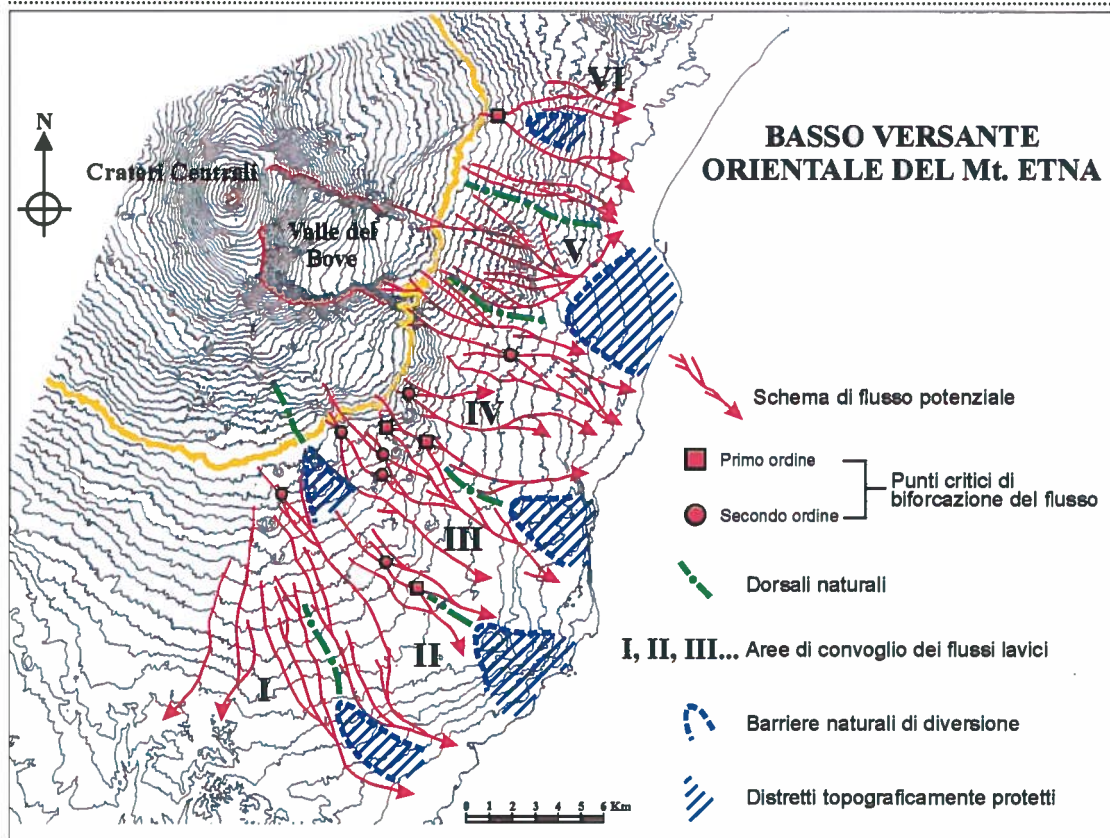 BASSO VERSANTE
ORIENTALE DEL Mt. ETNA
N
Crateri Centrali
Valle del
Bove
VI
V
IV
III
II
I
Schema di flusso potenziale
Primo ordine
Secondo ordine
Punti critici di
biforcazione del flusso
Dorsali naturali
I, II, III... Aree di convoglio dei flussi lavici
Barriere naturali di diversione
Distretti topograficamente protetti
0 1 2 3 4 5 6 Km